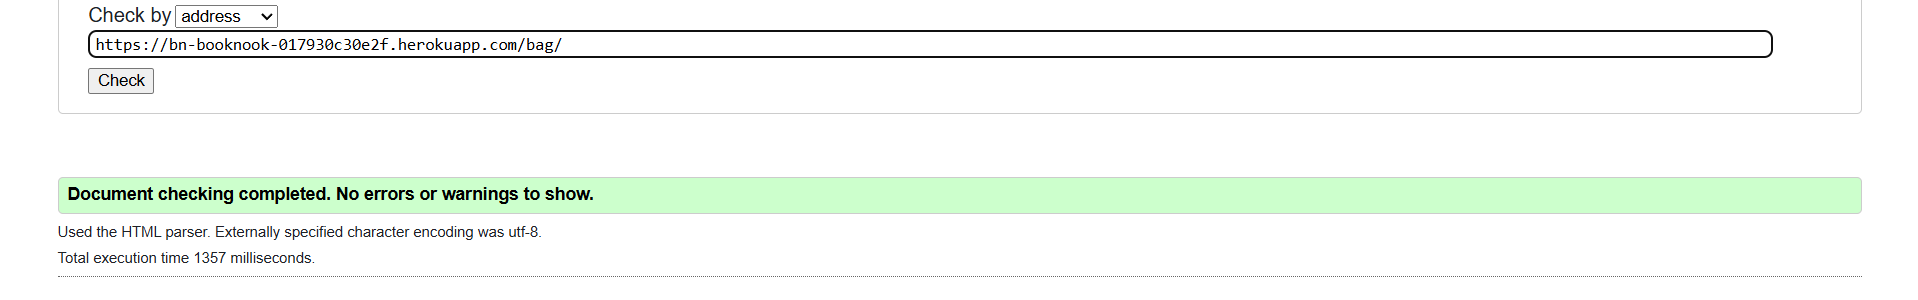 Check by address
https://bn-booknook-017930c30e2f.herokuapp.com/bag/
Check
Document checking completed. No errors or warnings to show.
Used the HTML parser. Externally specified character encoding was utf-8.
Total execution time 1357 milliseconds.